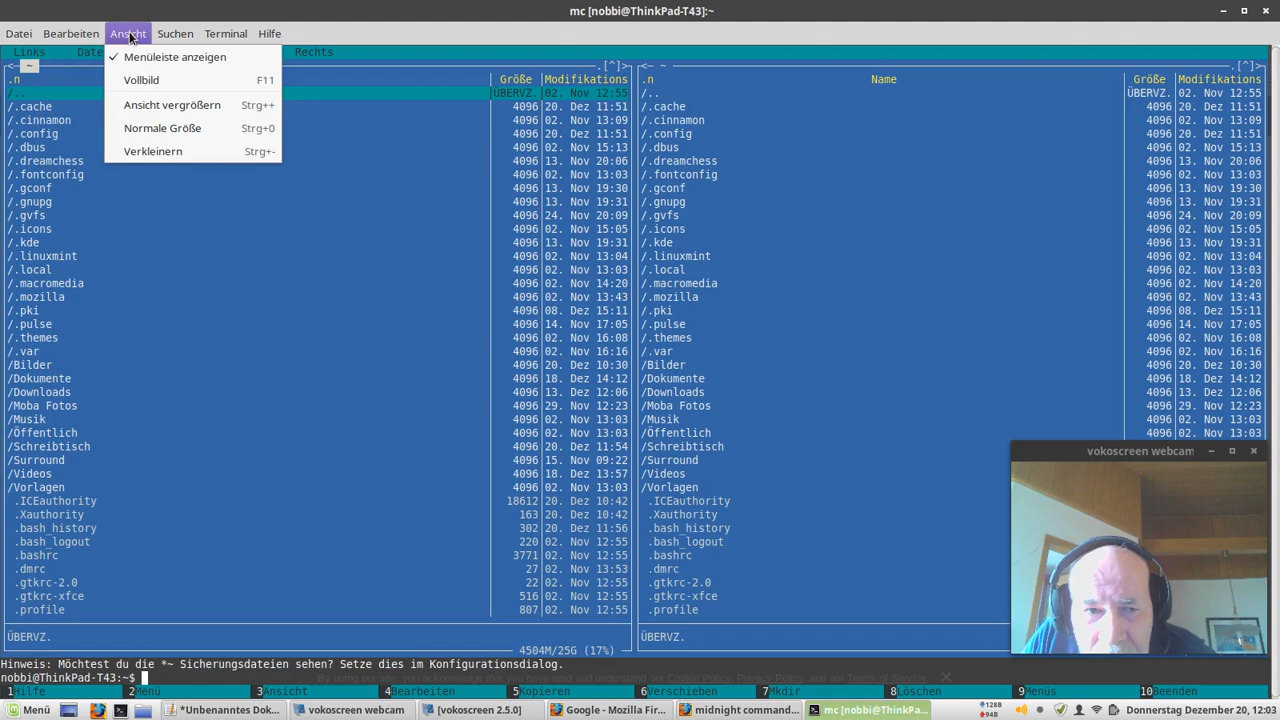 mc [nobbi@ThinkPad-T43]:~
Datei Bearbeiten Ansicht Suchen Terminal Hilfe
Links Date Rechts
Menüleiste anzeigen
Vollbild F11
Ansicht vergrößern Strg++
Normale Größe Strg+0
Verkleinern Strg+-
<─ ~ .[^]> <─ ~ .[^]>
.n Größe Modifikations .n Name Größe Modifikations
/.. ÜBERVZ. 02. Nov 12:55 /.. ÜBERVZ. 02. Nov 12:55
/.cache 4096 20. Dez 11:51 /.cache 4096 20. Dez 11:51
/.cinnamon 4096 02. Nov 13:09 /.cinnamon 4096 02. Nov 13:09
/.config 4096 20. Dez 11:51 /.config 4096 20. Dez 11:51
/.dbus 4096 02. Nov 15:13 /.dbus 4096 02. Nov 15:13
/.dreamchess 4096 13. Nov 20:06 /.dreamchess 4096 13. Nov 20:06
/.fontconfig 4096 02. Nov 13:03 /.fontconfig 4096 02. Nov 13:03
/.gconf 4096 13. Nov 19:30 /.gconf 4096 13. Nov 19:30
/.gnupg 4096 13. Nov 19:31 /.gnupg 4096 13. Nov 19:31
/.gvfs 4096 24. Nov 20:09 /.gvfs 4096 24. Nov 20:09
/.icons 4096 02. Nov 15:05 /.icons 4096 02. Nov 15:05
/.kde 4096 13. Nov 19:31 /.kde 4096 13. Nov 19:31
/.linuxmint 4096 02. Nov 13:04 /.linuxmint 4096 02. Nov 13:04
/.local 4096 02. Nov 13:03 /.local 4096 02. Nov 13:03
/.macromedia 4096 02. Nov 14:20 /.macromedia 4096 02. Nov 14:20
/.mozilla 4096 02. Nov 13:43 /.mozilla 4096 02. Nov 13:43
/.pki 4096 08. Dez 15:11 /.pki 4096 08. Dez 15:11
/.pulse 4096 14. Nov 17:05 /.pulse 4096 14. Nov 17:05
/.themes 4096 02. Nov 16:08 /.themes 4096 02. Nov 16:08
/.var 4096 02. Nov 16:16 /.var 4096 02. Nov 16:16
/Bilder 4096 20. Dez 10:30 /Bilder 4096 20. Dez 10:30
/Dokumente 4096 18. Dez 14:12 /Dokumente 4096 18. Dez 14:12
/Downloads 4096 13. Dez 12:06 /Downloads 4096 13. Dez 12:06
/Moba Fotos 4096 29. Nov 12:23 /Moba Fotos 4096 29. Nov 12:23
/Musik 4096 02. Nov 13:03 /Musik 4096 02. Nov 13:03
/Öffentlich 4096 02. Nov 13:03 /Öffentlich 4096 02. Nov 13:03
/Schreibtisch 4096 20. Dez 11:54 /Schreibtisch
/Surround 4096 15. Nov 09:22 /Surround
/Videos 4096 18. Dez 13:57 /Videos
/Vorlagen 4096 02. Nov 13:03 /Vorlagen
.ICEauthority 18612 20. Dez 10:42 .ICEauthority
.Xauthority 163 20. Dez 10:42 .Xauthority
.bash_history 302 20. Dez 11:56 .bash_history
.bash_logout 220 02. Nov 12:55 .bash_logout
.bashrc 3771 02. Nov 12:55 .bashrc
.dmrc 27 02. Nov 13:53 .dmrc
.gtkrc-2.0 22 02. Nov 12:55 .gtkrc-2.0
.gtkrc-xfce 516 02. Nov 12:55 .gtkrc-xfce
.profile 807 02. Nov 12:55 .profile
vokoscreen webcam
ÜBERVZ. ÜBERVZ.
4504M/25G (17%)
Hinweis: Möchtest du die *~ Sicherungsdateien sehen? Setze dies im Konfigurationsdialog.
nobbi@ThinkPad-T43:~$
By using our site, you acknowledge that you have read and understand our Cookie Policy, Privacy Policy, and our Terms of Service.
1Hilfe 2Menü 3Ansicht 4Bearbeiten 5Kopieren 6Verschieben 7Mkdir 8Löschen 9Menüs 10Beenden
Menü *Unbenanntes Dok... vokoscreen webcam [vokoscreen 2.5.0] Google - Mozilla Fir... midnight command... mc [nobbi@ThinkPa... 128B 94B Donnerstag Dezember 20, 12:03